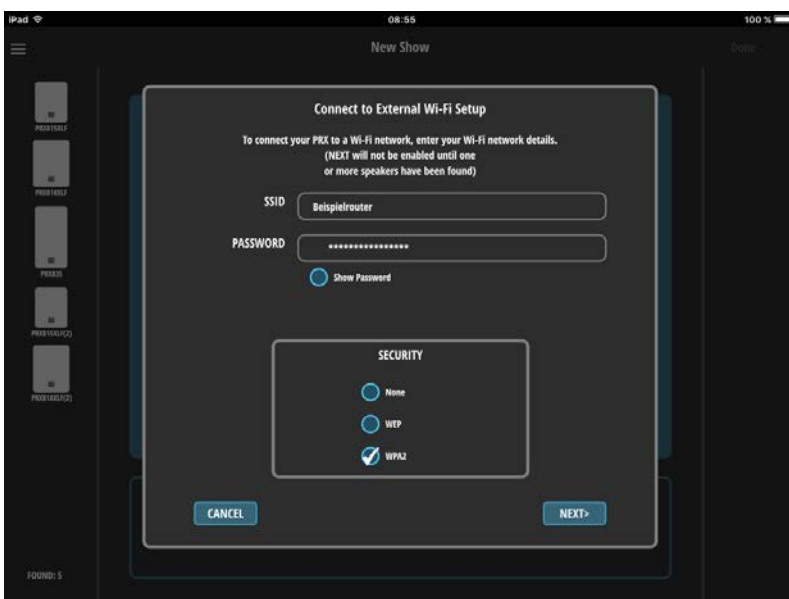 iPad 08:55 100 %
New Show Done
PRX815XLF
PRX818XLF
PRX835
PRX815XLF(2)
PRX818XLF(2)
FOUND: 5
Connect to External Wi-Fi Setup
To connect your PRX to a Wi-Fi network, enter your Wi-Fi network details.
(NEXT will not be enabled until one
or more speakers have been found)
SSID Beispielrouter
PASSWORD ****************
Show Password
SECURITY
None
WEP
WPA2
CANCEL NEXT>